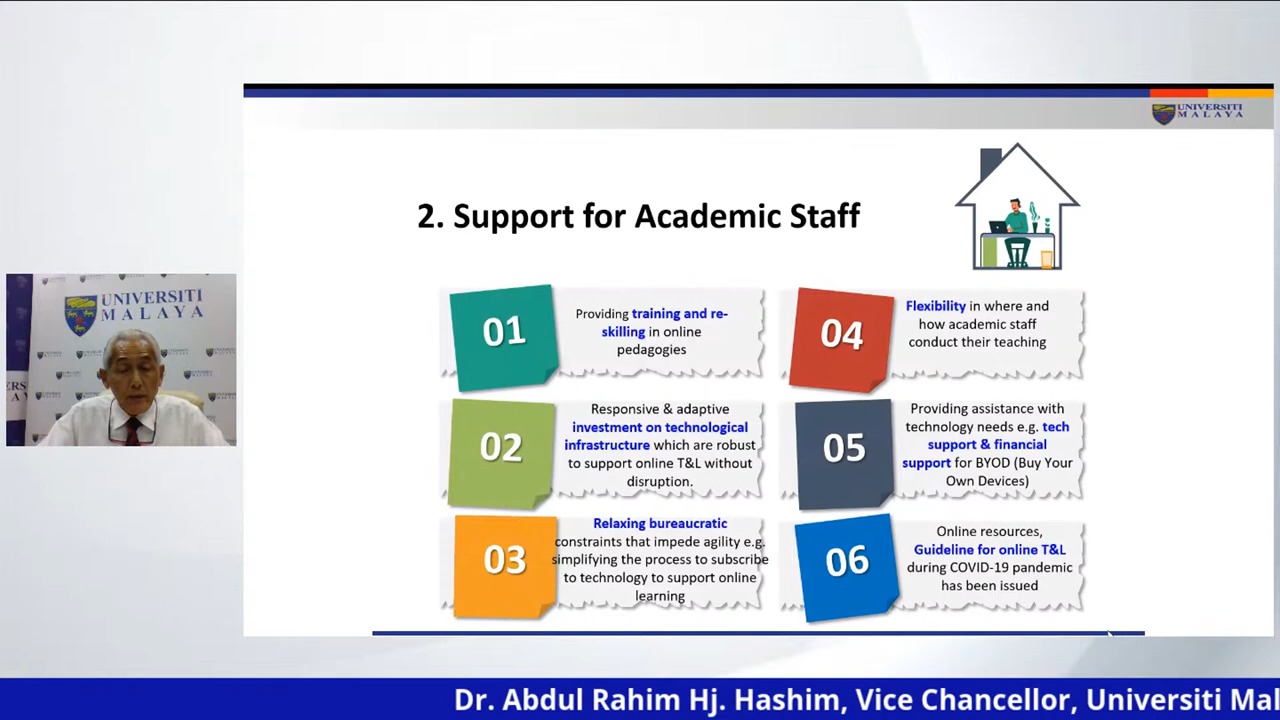 UNIVERSITI
MALAYA
2. Support for Academic Staff
UNIVERSITI
MALAYA
01
Providing training and re-
skilling in online
pedagogies
02
Responsive & adaptive
investment on technological
infrastructure which are robust
to support online T&L without
disruption.
03
Relaxing bureaucratic
constraints that impede agility e.g.
simplifying the process to subscribe
to technology to support online
learning
04
Flexibility in where and
how academic staff
conduct their teaching
05
Providing assistance with
technology needs e.g. tech
support & financial
support for BYOD (Buy Your
Own Devices)
06
Online resources,
Guideline for online T&L
during COVID-19 pandemic
has been issued
Dr. Abdul Rahim Hj. Hashim, Vice Chancellor, Universiti Mal